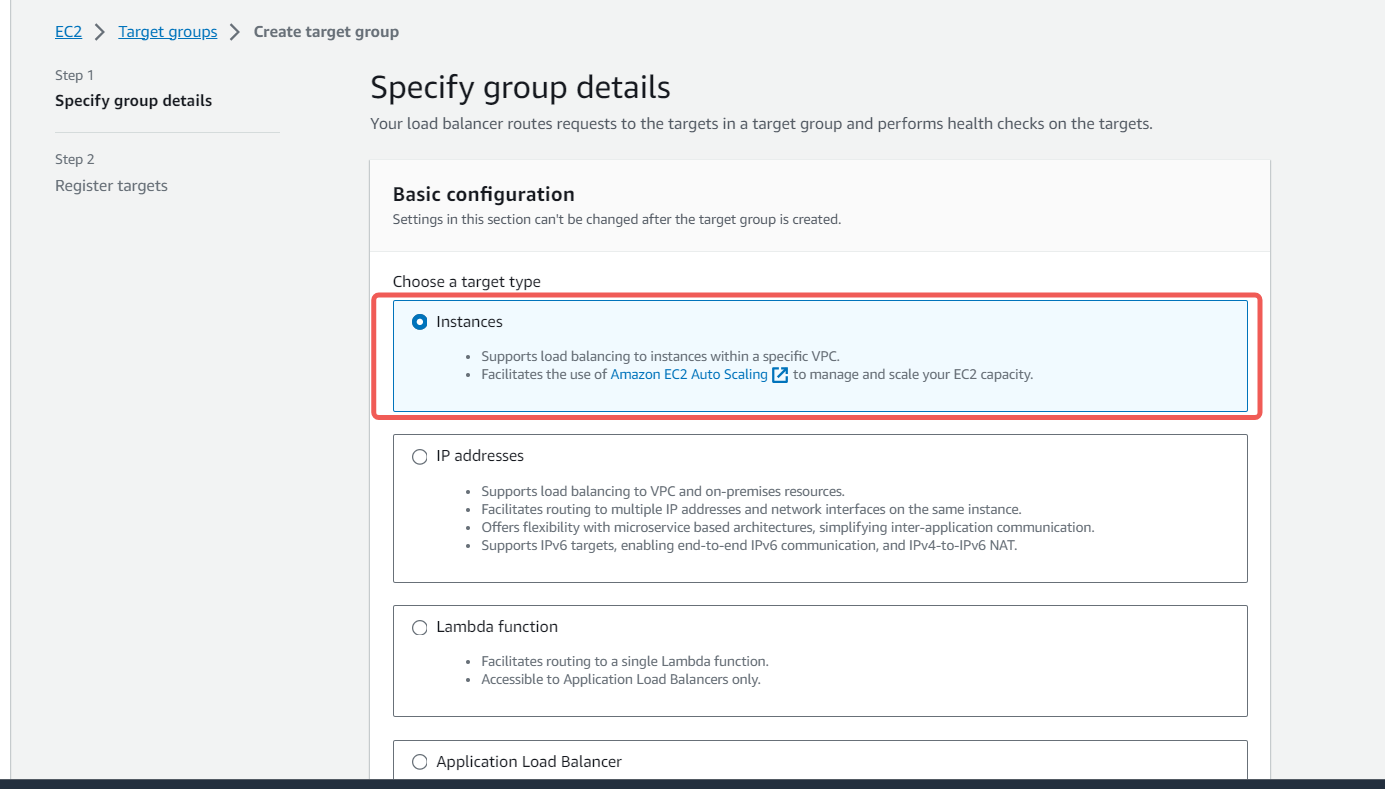 EC2 > Target groups > Create target group
Step 1
Specify group details
Step 2
Register targets
Specify group details
Your load balancer routes requests to the targets in a target group and performs health checks on the targets.
Basic configuration
Settings in this section can't be changed after the target group is created.
Choose a target type
Instances
• Supports load balancing to instances within a specific VPC.
• Facilitates the use of Amazon EC2 Auto Scaling to manage and scale your EC2 capacity.
IP addresses
• Supports load balancing to VPC and on-premises resources.
• Facilitates routing to multiple IP addresses and network interfaces on the same instance.
• Offers flexibility with microservice based architectures, simplifying inter-application communication.
• Supports IPv6 targets, enabling end-to-end IPv6 communication, and IPv4-to-IPv6 NAT.
Lambda function
• Facilitates routing to a single Lambda function.
• Accessible to Application Load Balancers only.
Application Load Balancer